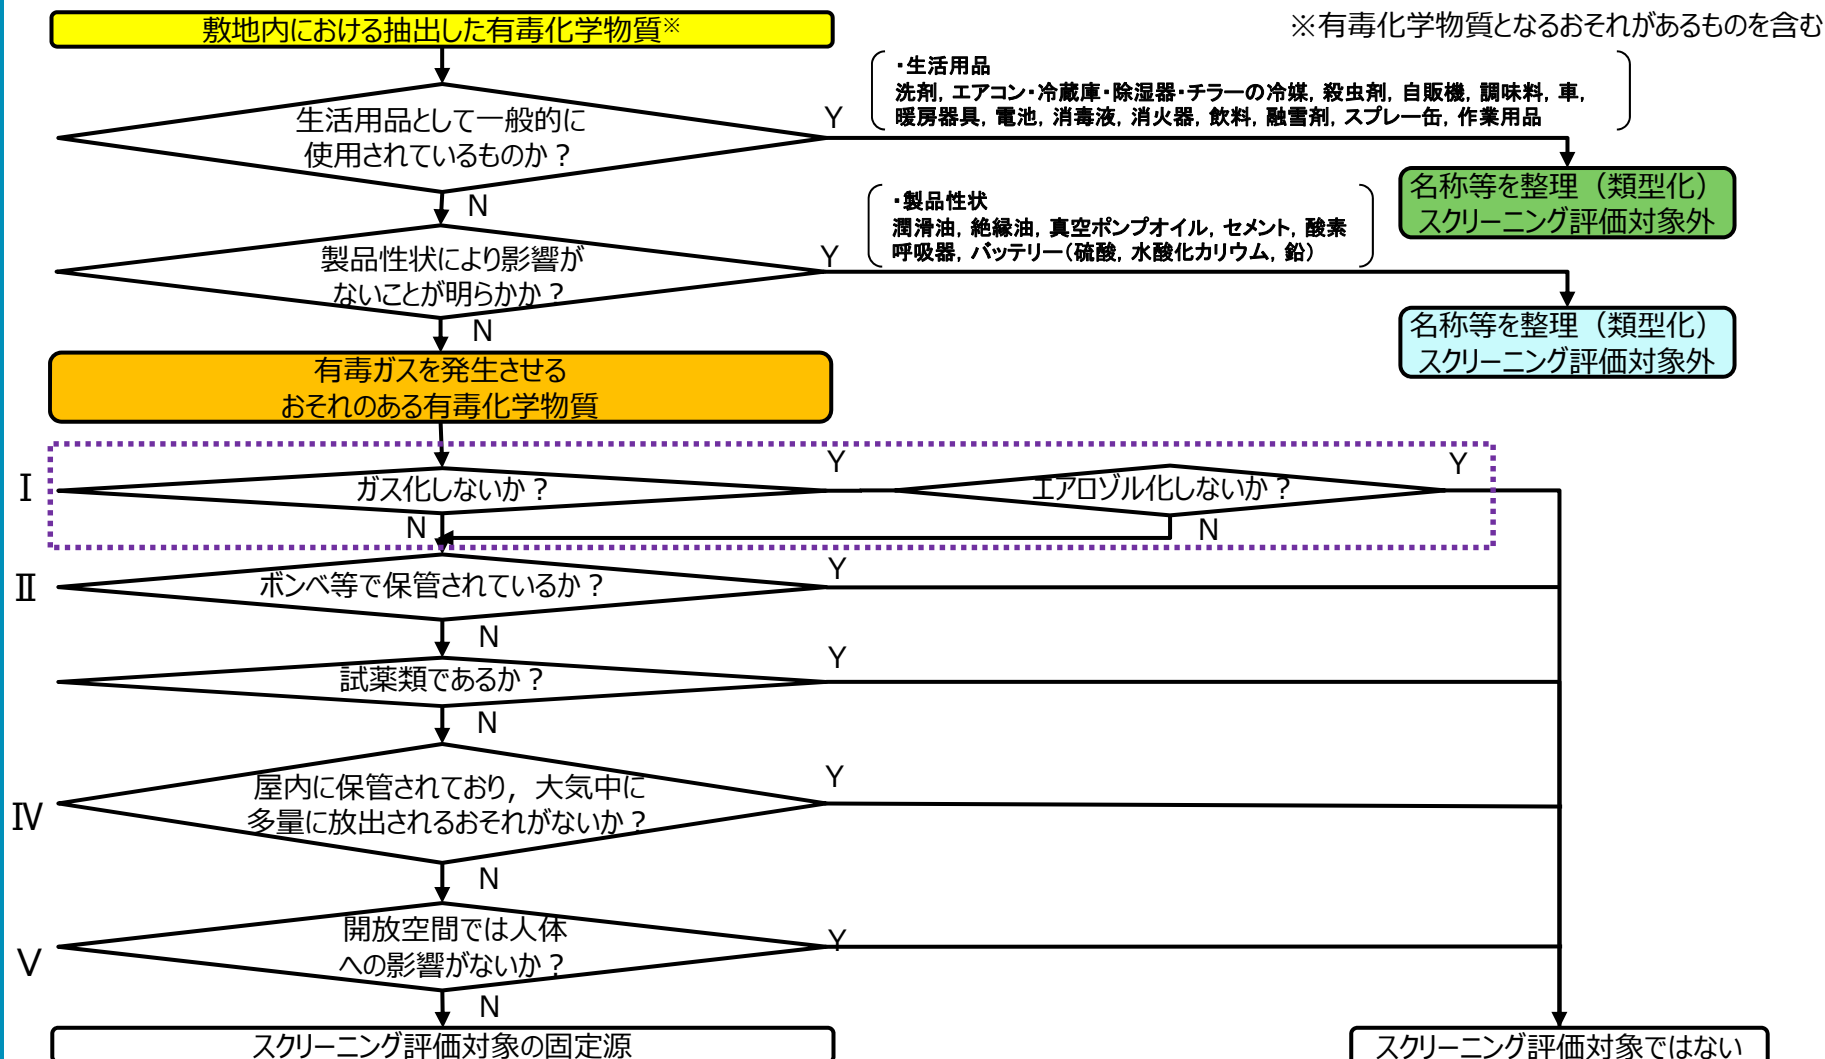 敷地内における抽出した有毒化学物質※
※有毒化学物質となるおそれがあるものを含む
・生活用品
洗剤，エアコン・冷蔵庫・除湿器・チラーの冷媒，殺虫剤，自販機，調味料，車，
暖房器具，電池，消毒液，消火器，飲料，融雪剤，スプレー缶，作業用品
生活用品として一般的に
使用されているものか？
Y
名称等を整理（類型化）
スクリーニング評価対象外
N
・製品性状
潤滑油，絶縁油，真空ポンプオイル，セメント，酸素
呼吸器，バッテリー（硫酸，水酸化カリウム，鉛）
製品性状により影響が
ないことが明らかか？
Y
名称等を整理（類型化）
スクリーニング評価対象外
N
有毒ガスを発生させる
おそれのある有毒化学物質
Ⅰ
ガス化しないか？
Y
エアロゾル化しないか？
Y
N
N
Ⅱ
ボンベ等で保管されているか？
Y
N
試薬類であるか？
Y
N
Ⅳ
屋内に保管されており，大気中に
多量に放出されるおそれがないか？
Y
N
Ⅴ
開放空間では人体
への影響がないか？
Y
N
スクリーニング評価対象の固定源
スクリーニング評価対象ではない